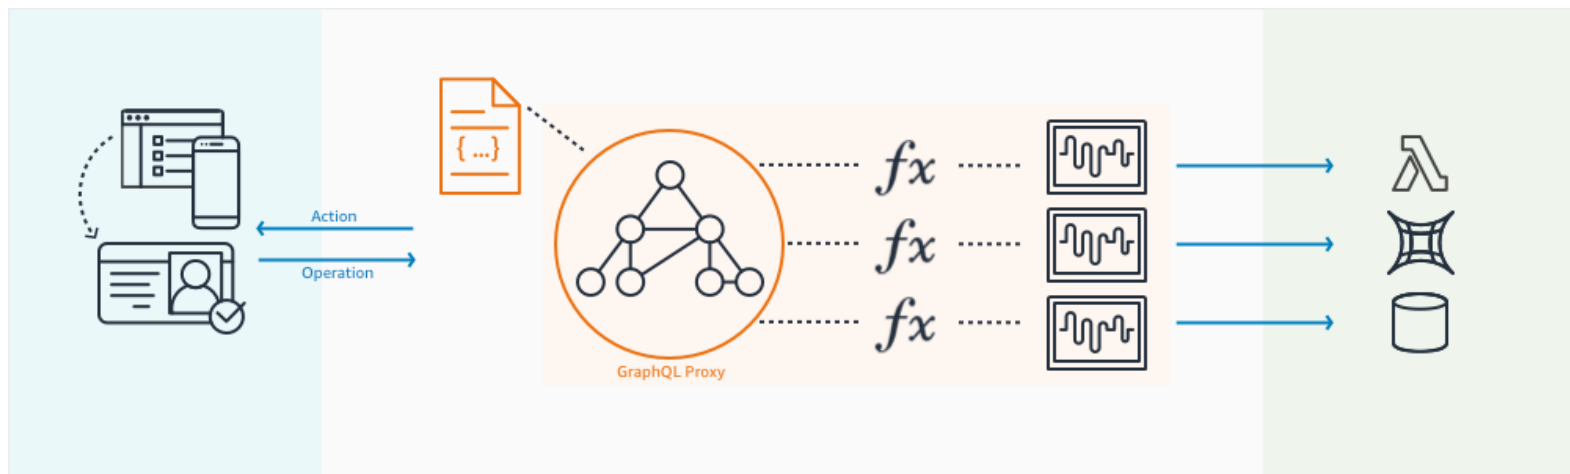 { ... }
Action
Operation
fx
fx
fx
GraphQL Proxy